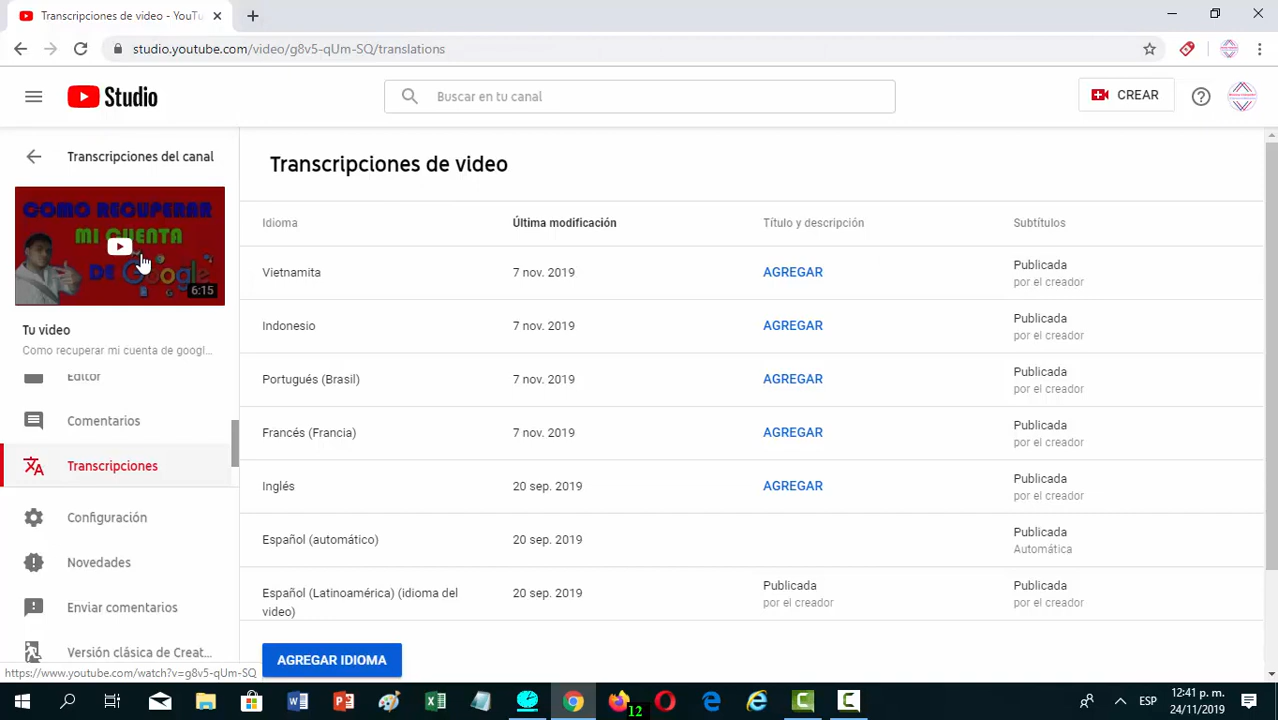 Transcripciones de video - YouTu
studio.youtube.com/video/g8v5-qUm-SQ/translations
Studio
Buscar en tu canal
CREAR
Transcripciones del canal
COMO RECUPERAR
MI CUENTA
DE Google
6:15
Tu video
Como recuperar mi cuenta de googl...
Editor
Comentarios
Transcripciones
Configuración
Novedades
Enviar comentarios
Versión clásica de Creat...
https://www.youtube.com/watch?v=g8v5-qUm-SQ
Transcripciones de video
Idioma Última modificación Título y descripción Subtítulos
Vietnamita 7 nov. 2019 AGREGAR Publicada
por el creador
Indonesio 7 nov. 2019 AGREGAR Publicada
por el creador
Portugués (Brasil) 7 nov. 2019 AGREGAR Publicada
por el creador
Francés (Francia) 7 nov. 2019 AGREGAR Publicada
por el creador
Inglés 20 sep. 2019 AGREGAR Publicada
por el creador
Español (automático) 20 sep. 2019 Publicada
Automática
Español (Latinoamérica) (idioma del 20 sep. 2019 Publicada Publicada
video) por el creador por el creador
AGREGAR IDIOMA
12
ESP
12:41 p. m.
24/11/2019